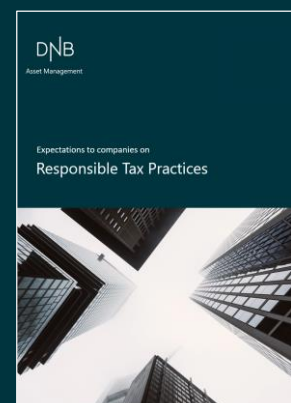 DNB
Asset Management
Expectations to companies on
Responsible Tax Practices